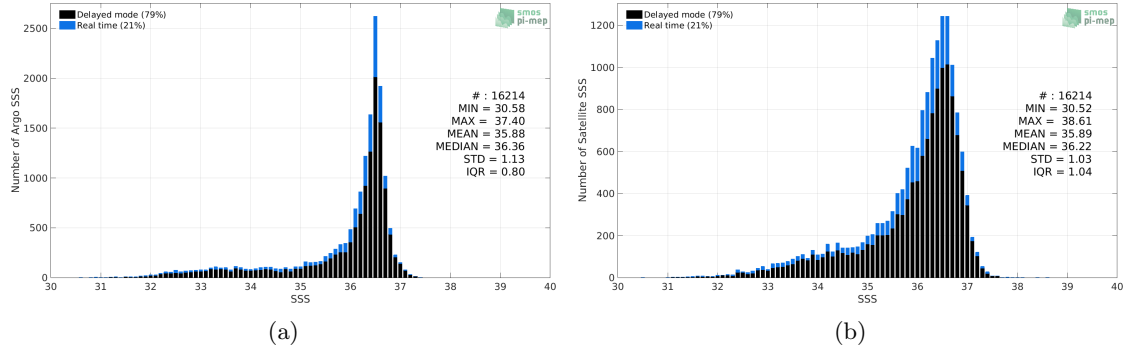 Delayed mode (79%)
Real time (21%)
smos
pi-mep
2500
2000
1500
1000
500
0
Number of Argo SSS
# : 16214
MIN = 30.58
MAX = 37.40
MEAN = 35.88
MEDIAN = 36.36
STD = 1.13
IQR = 0.80
30 31 32 33 34 35 36 37 38 39 40
SSS
(a)
Delayed mode (79%)
Real time (21%)
smos
pi-mep
1200
1000
800
600
400
200
0
Number of Satellite SSS
# : 16214
MIN = 30.52
MAX = 38.61
MEAN = 35.89
MEDIAN = 36.22
STD = 1.03
IQR = 1.04
30 31 32 33 34 35 36 37 38 39 40
SSS
(b)